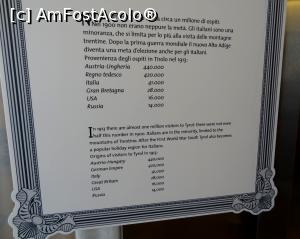 [c] AmFostAcolo®
circa un milione di ospiti.
Nel 1900 non erano neppure la metà. Gli italiani sono una
minoranza, che si limita per lo più alla visita delle montagne
trentine. Dopo la prima guerra mondiale il nuovo Alto Adige
diventa una meta d'elezione anche per gli italiani.
Provenienza degli ospiti in Tirolo nel 1913:
Austria-Ungheria 440.000
Regno tedesco 420.000
Italia 41.000
Gran Bretagna 28.000
USA 16.000
Russia 14.000
In 1913 there are almost one million visitors to Tyrol; there were not even
half this number in 1900. Italians are in the minority, limited to the
mountains of Trentino. After the First World War South Tyrol also becomes
a popular holiday region for Italians.
Origins of visitors to Tyrol in 1913:
Austria-Hungary 440,000
German Empire 420,000
Italy 41,000
Great Britain 28,000
USA 16,000
Russia 14,000